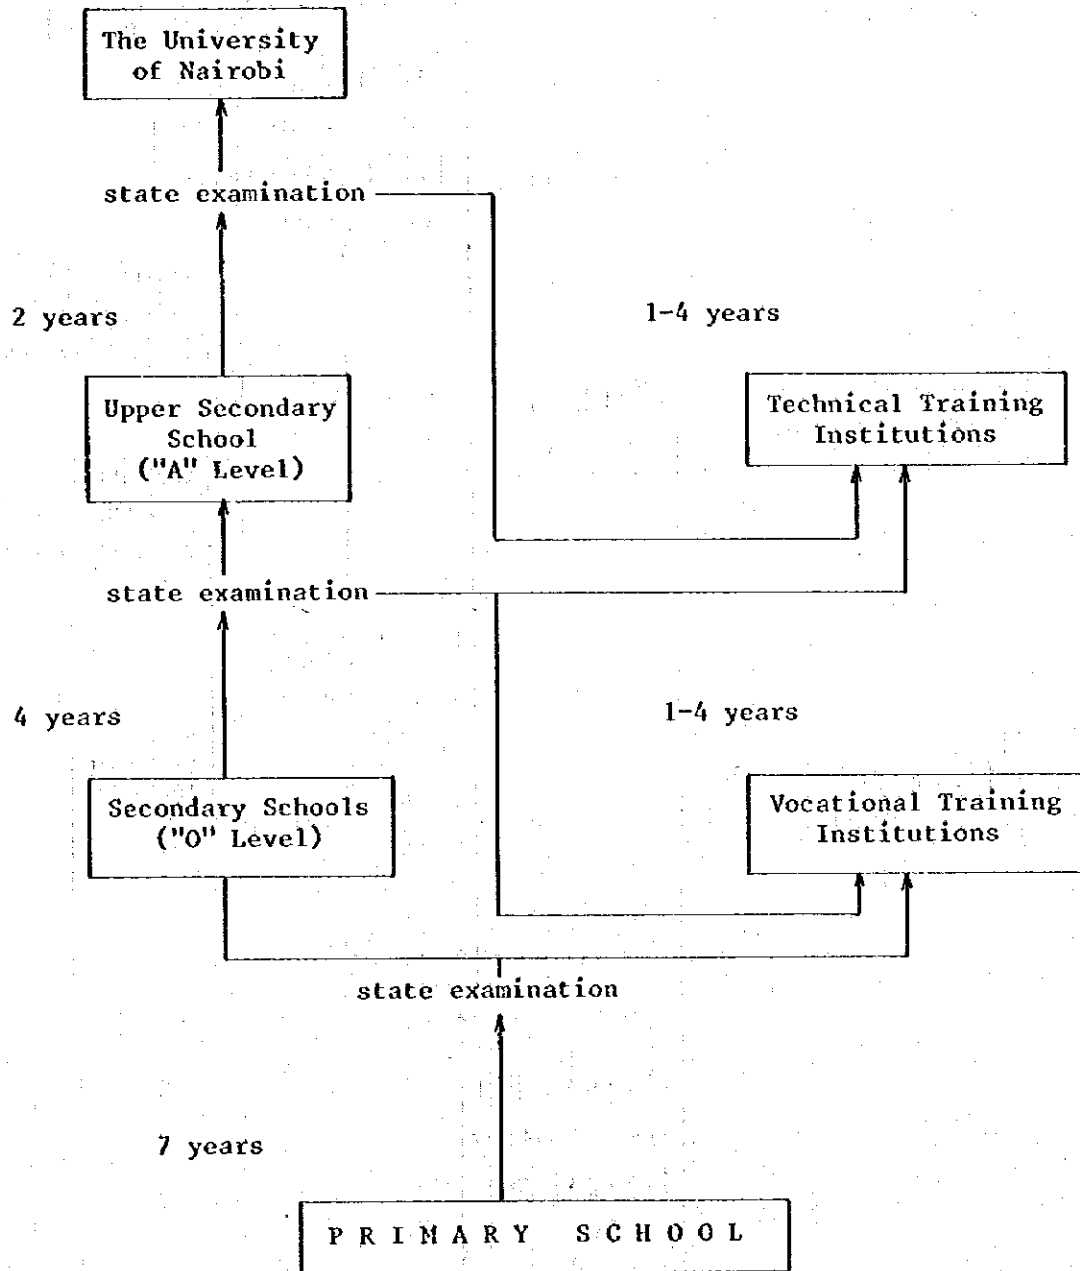 The University
of Nairobi
state examination
2 years
1-4 years
Upper Secondary
School
("A" Level)
Technical Training
Institutions
state examination
4 years
1-4 years
Secondary Schools
("O" Level)
Vocational Training
Institutions
state examination
7 years
PRIMARY SCHOOL